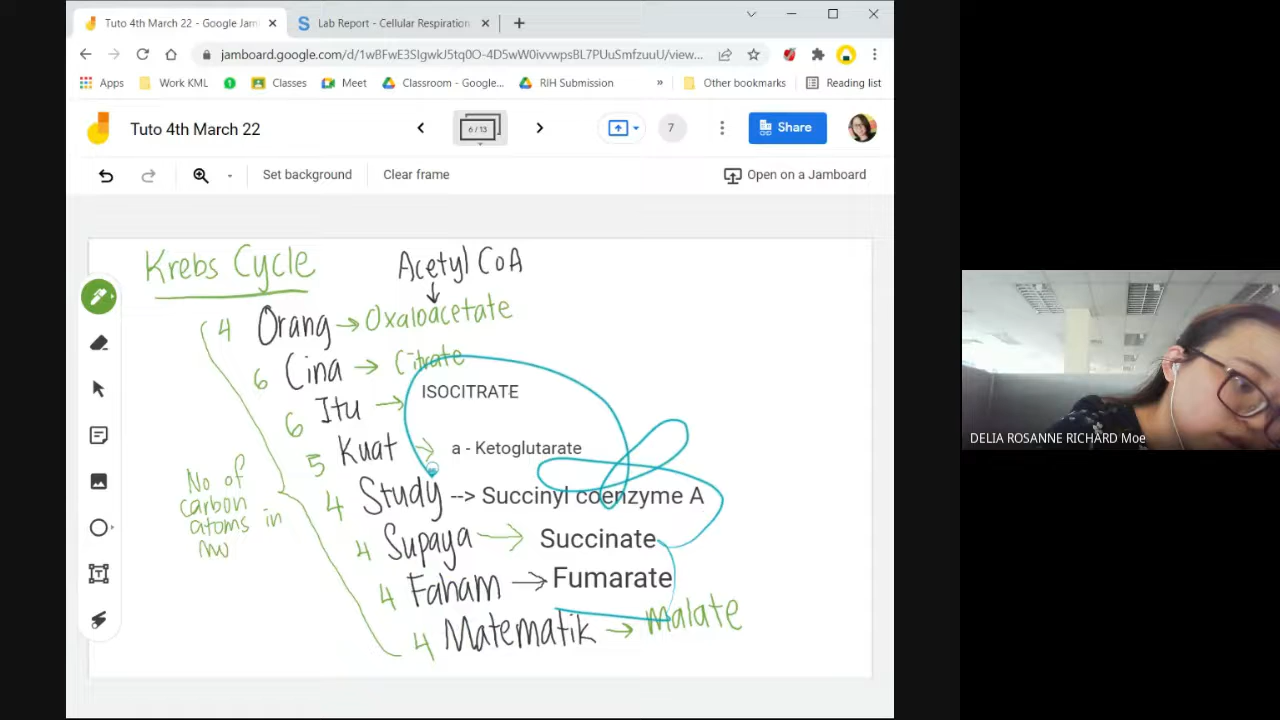 Tuto 4th March 22 - Google Jam
Lab Report - Cellular Respiration
jamboard.google.com/d/1wBFwE3SIgwkJ5tq0O-4D5wW0ivvwpsBL7PUuSmfzuuU/view...
Apps Work KML Classes Meet Classroom - Google... RIH Submission » Other bookmarks Reading list
Tuto 4th March 22 6 / 13 7 Share
Set background Clear frame Open on a Jamboard
Krebs Cycle Acetyl CoA
4 Orang → Oxaloacetate
6 Cina → Citrate
6 Itu → ISOCITRATE
5 Kuat → a - Ketoglutarate
4 Study --> Succinyl coenzyme A
4 Supaya → Succinate
4 Faham → Fumarate
4 Matematik → Malate
No of
carbon
atoms in
DELIA ROSANNE RICHARD Moe